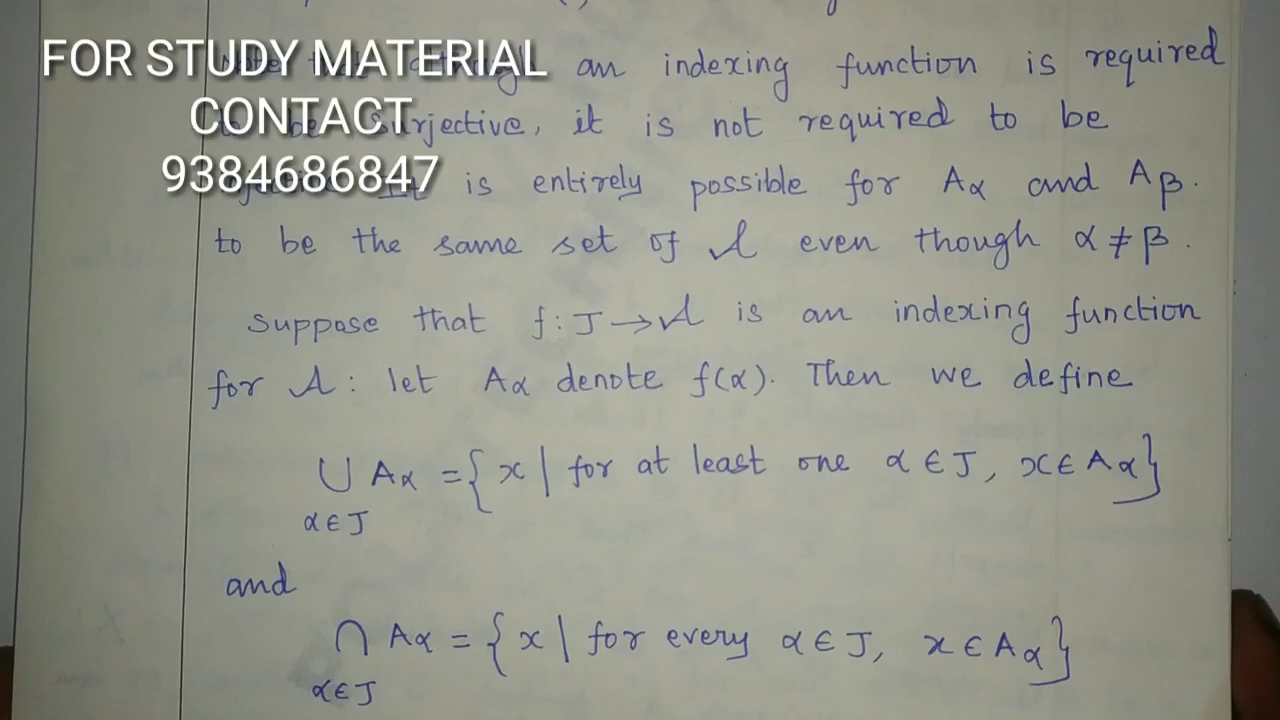 FOR STUDY MATERIAL
CONTACT
9384686847
an indexing function is required
surjective, it is not required to be
It is entirely possible for Aα and Aβ.
to be the same set of 𝒜 even though α ≠ β.
Suppose that f: J → 𝒜 is an indexing function
for 𝒜: let Aα denote f(α). Then we define
∪ Aα = {x | for at least one α ∈ J, x ∈ Aα}
α ∈ J
and
∩ Aα = {x | for every α ∈ J, x ∈ Aα}
α ∈ J